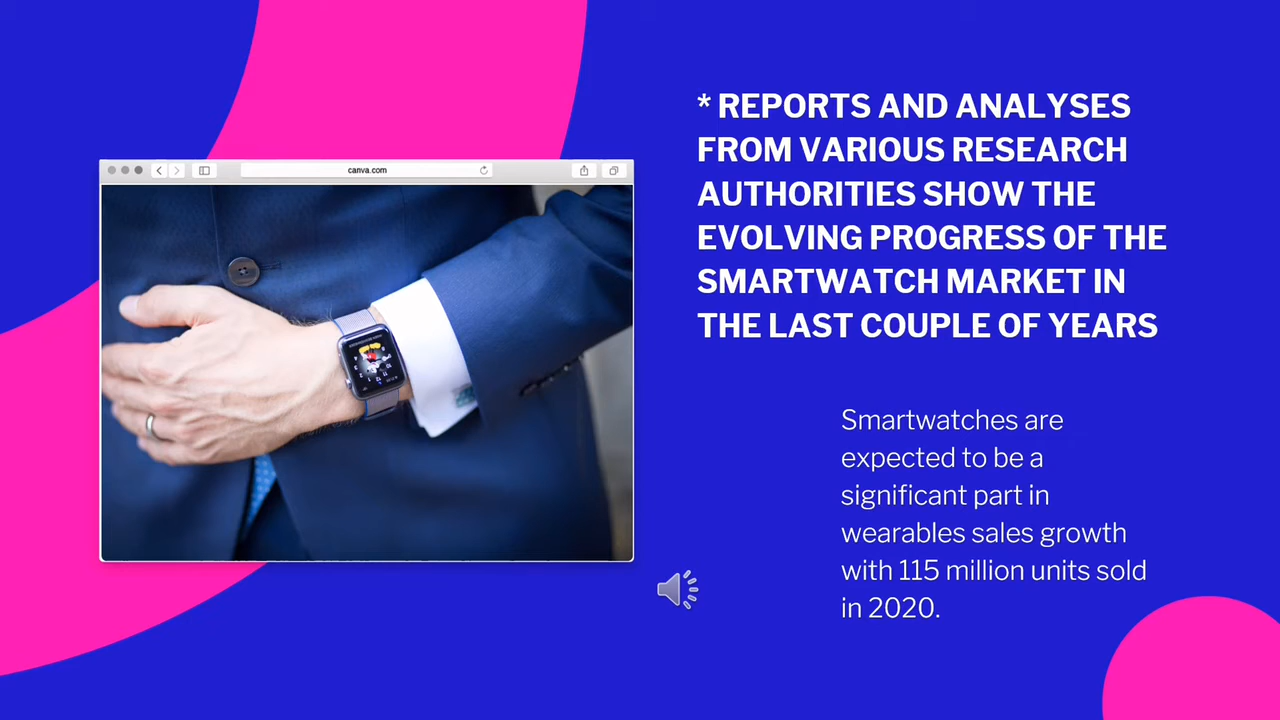 canva.com
* REPORTS AND ANALYSES
FROM VARIOUS RESEARCH
AUTHORITIES SHOW THE
EVOLVING PROGRESS OF THE
SMARTWATCH MARKET IN
THE LAST COUPLE OF YEARS
Smartwatches are
expected to be a
significant part in
wearables sales growth
with 115 million units sold
in 2020.